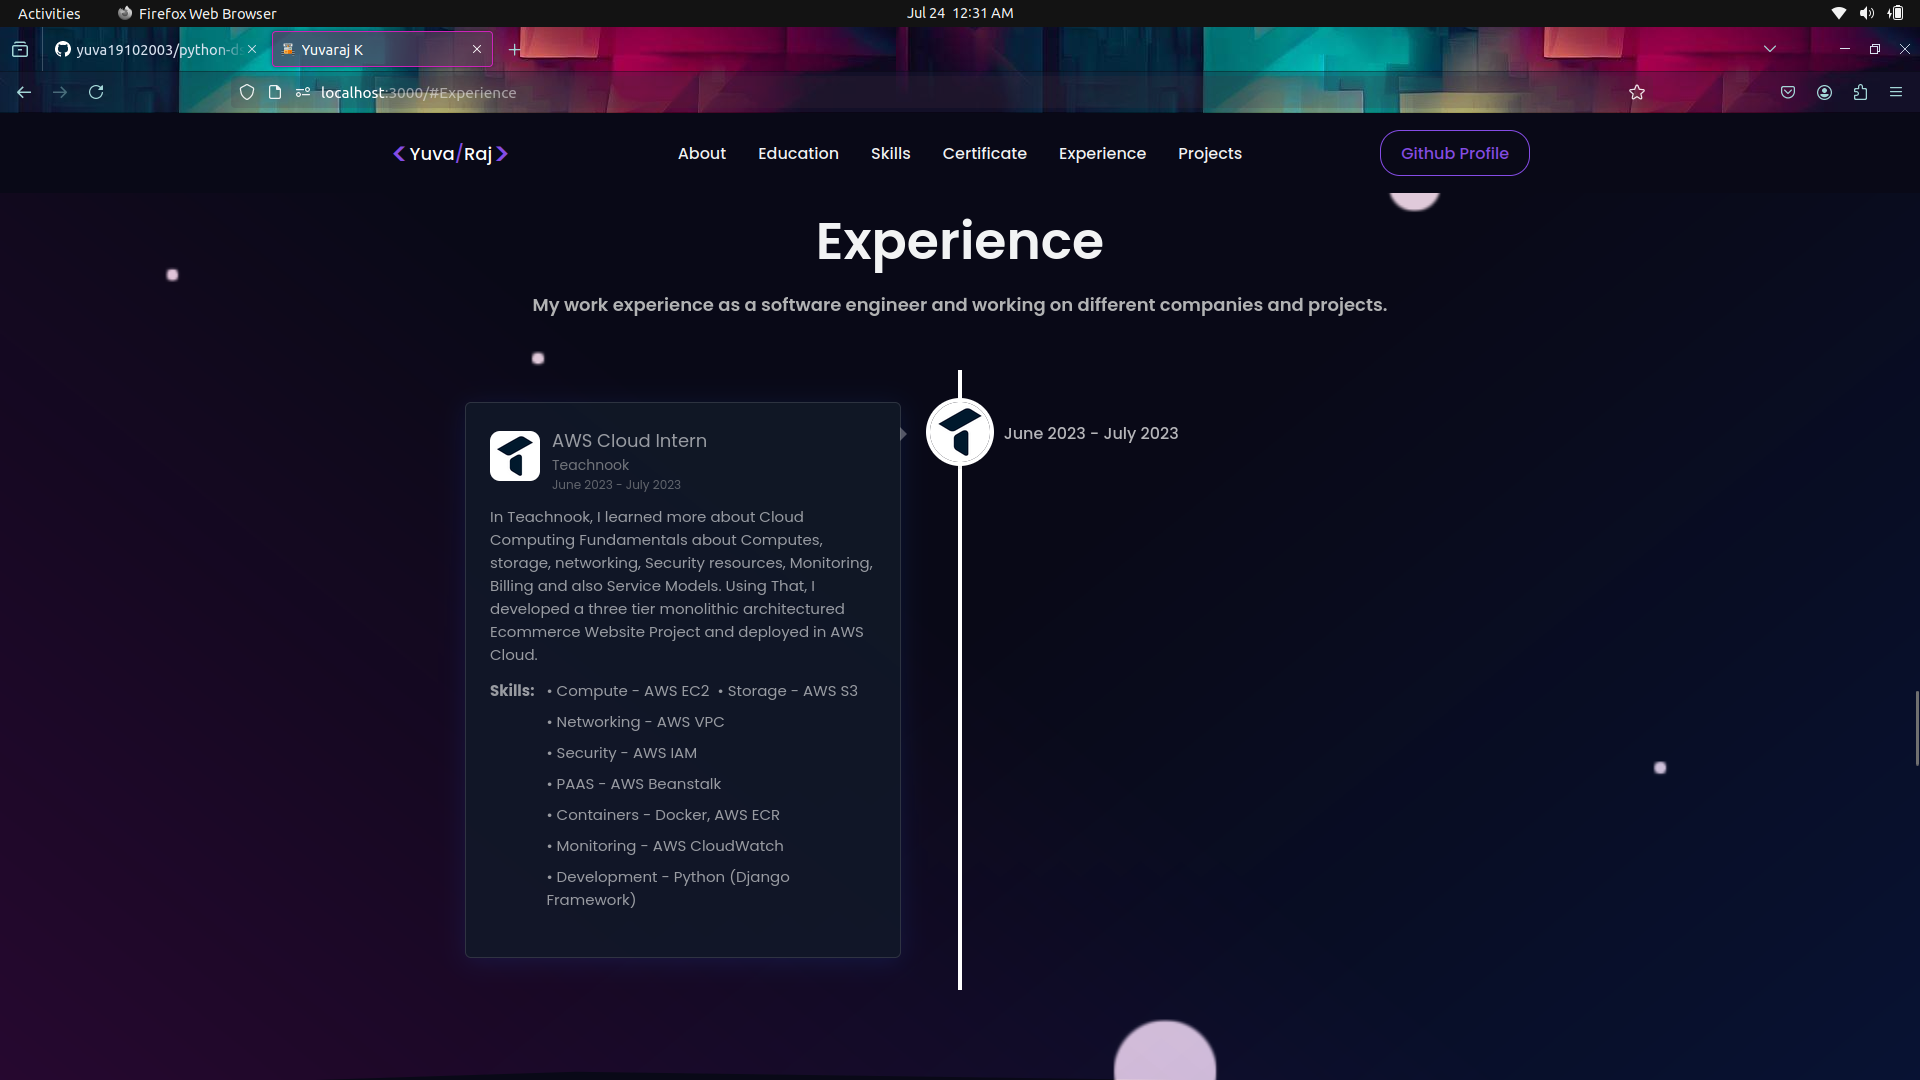 Activities
Firefox Web Browser
Jul 24 12:31 AM
yuva19102003/python-ds
Yuvaraj K
localhost:3000/#Experience
<Yuva/Raj>
About
Education
Skills
Certificate
Experience
Projects
Github Profile
Experience
My work experience as a software engineer and working on different companies and projects.
AWS Cloud Intern
Teachnook
June 2023 - July 2023
June 2023 - July 2023
In Teachnook, I learned more about Cloud
Computing Fundamentals about Computes,
storage, networking, Security resources, Monitoring,
Billing and also Service Models. Using That, I
developed a three tier monolithic architectured
Ecommerce Website Project and deployed in AWS
Cloud.
Skills: • Compute - AWS EC2 • Storage - AWS S3
• Networking - AWS VPC
• Security - AWS IAM
• PAAS - AWS Beanstalk
• Containers - Docker, AWS ECR
• Monitoring - AWS CloudWatch
• Development - Python (Django
Framework)